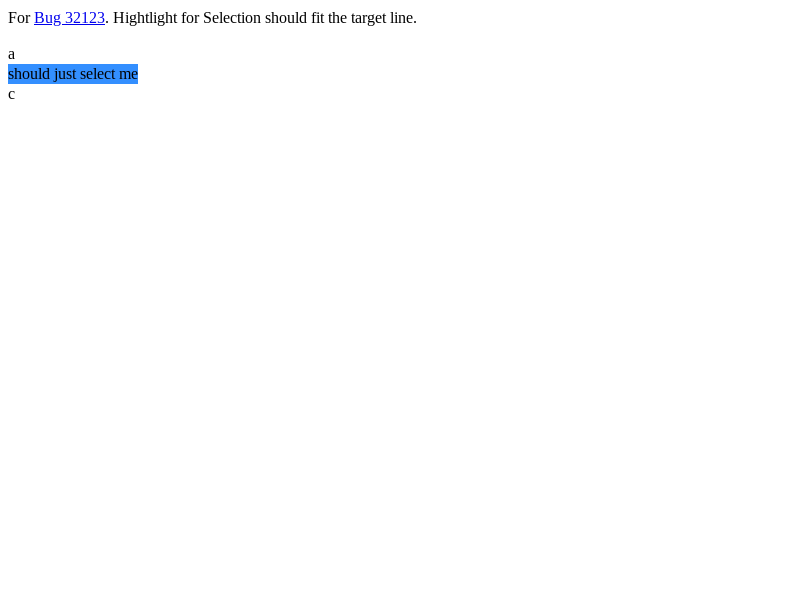 For Bug 32123. Hightlight for Selection should fit the target line.
a
should just select me
c